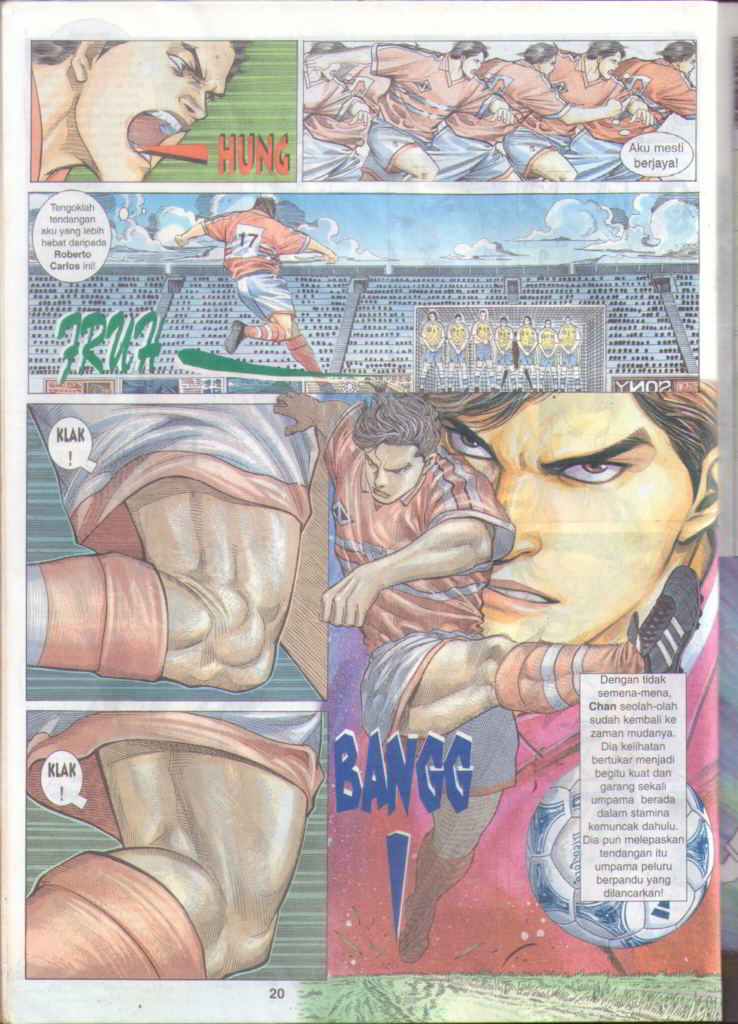 HUNG
Aku mesti
berjaya!
Tengoklah
tendangan
aku yang lebih
hebat daripada
Roberto
Carlos ini!
17
FRUH
SONY
KLAK
!
KLAK
!
BANGG
!
Dengan tidak
semena-mena,
Chan seolah-olah
sudah kembali ke
zaman mudanya.
Dia kelihatan
bertukar menjadi
begitu kuat dan
garang sekali
umpama berada
dalam stamina
kemuncak dahulu.
Dia pun melepaskan
tendangan itu
umpama peluru
berpandu yang
dilancarkan!
20